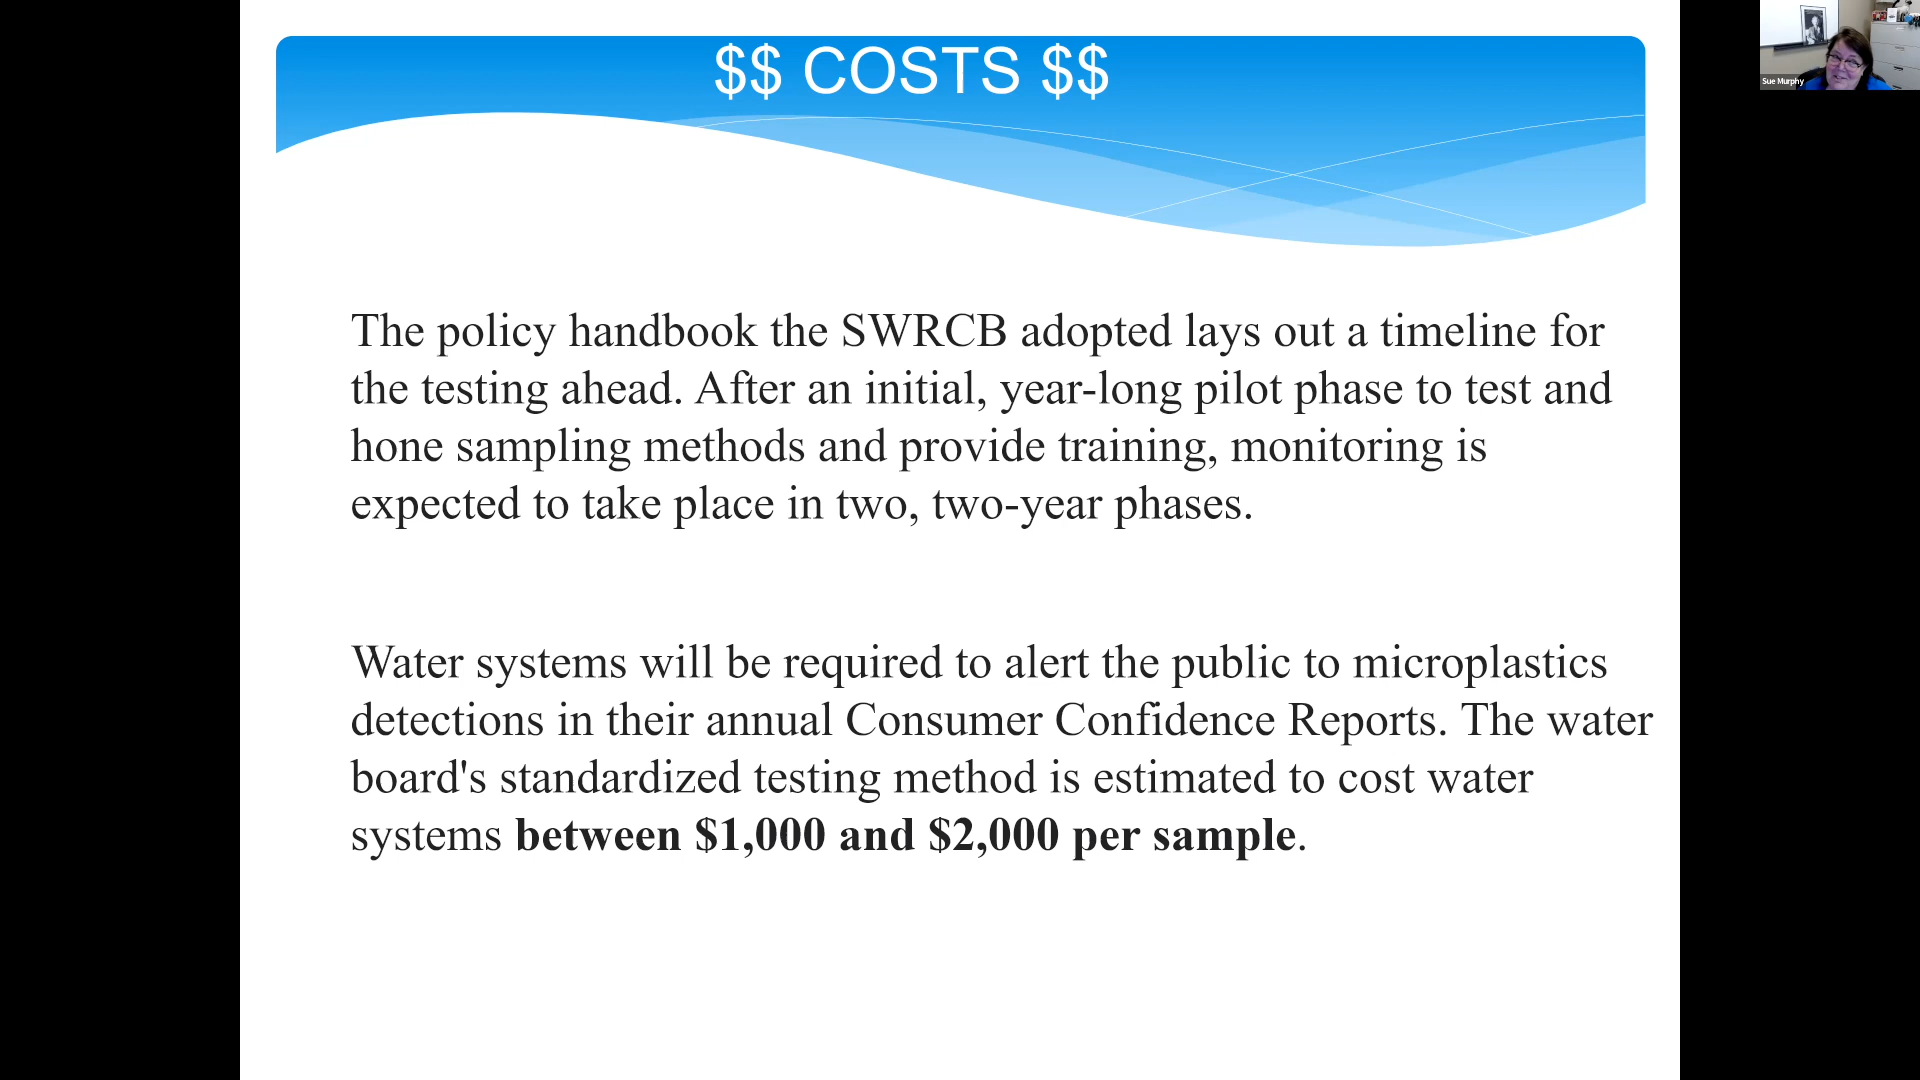 $$ COSTS $$
Sue Murphy
The policy handbook the SWRCB adopted lays out a timeline for
the testing ahead. After an initial, year-long pilot phase to test and
hone sampling methods and provide training, monitoring is
expected to take place in two, two-year phases.
Water systems will be required to alert the public to microplastics
detections in their annual Consumer Confidence Reports. The water
board's standardized testing method is estimated to cost water
systems between $1,000 and $2,000 per sample.